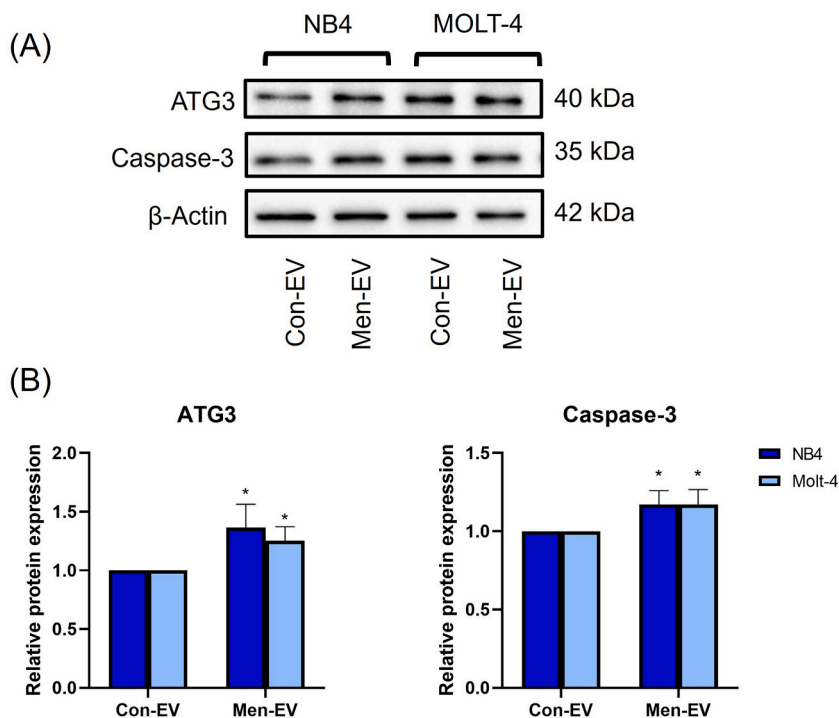 (A)
NB4 MOLT-4
ATG3 40 kDa
Caspase-3 35 kDa
β-Actin 42 kDa
Con-EV Men-EV Con-EV Men-EV
(B)
ATG3
Relative protein expression
2.0
1.5
1.0
0.5
0.0
* *
Con-EV Men-EV
Caspase-3
Relative protein expression
1.5
1.0
0.5
0.0
* *
Con-EV Men-EV
NB4
Molt-4